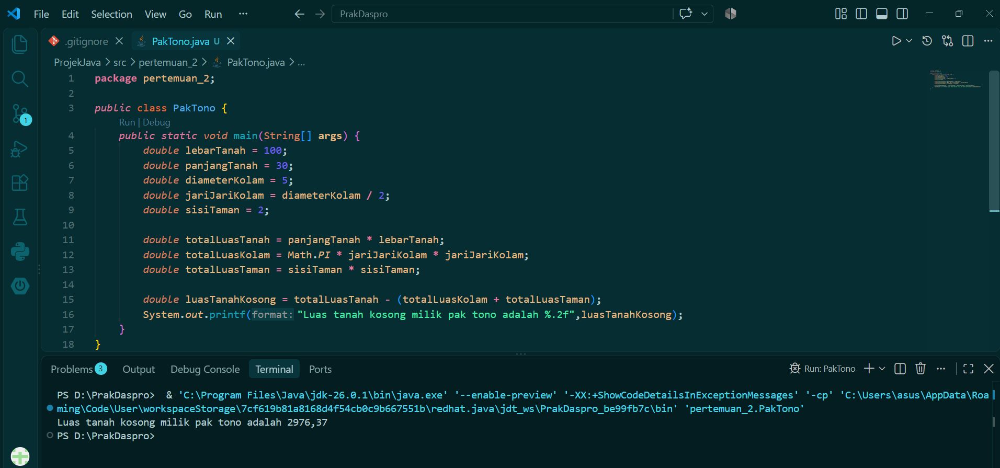 File Edit Selection View Go Run ··· PrakDaspro
.gitignore PakTono.java U
ProjekJava > src > pertemuan_2 > PakTono.java > ...
1 package pertemuan_2;
2
3 public class PakTono {
Run | Debug
4 public static void main(String[] args) {
5 double lebarTanah = 100;
6 double panjangTanah = 30;
7 double diameterKolam = 5;
8 double jariJariKolam = diameterKolam / 2;
9 double sisiTaman = 2;
10
11 double totalLuasTanah = panjangTanah * lebarTanah;
12 double totalLuasKolam = Math.PI * jariJariKolam * jariJariKolam;
13 double totalLuasTaman = sisiTaman * sisiTaman;
14
15 double luasTanahKosong = totalLuasTanah - (totalLuasKolam + totalLuasTaman);
16 System.out.printf(format: "Luas tanah kosong milik pak tono adalah %.2f",luasTanahKosong);
17 }
18 }
1
Problems 3 Output Debug Console Terminal Ports Run: PakTono
PS D:\PrakDaspro>  & 'C:\Program Files\Java\jdk-26.0.1\bin\java.exe' '--enable-preview' '-XX:+ShowCodeDetailsInExceptionMessages' '-cp' 'C:\Users\asus\AppData\Roa
ming\Code\User\workspaceStorage\7cf619b81a8168d4f54cb0c9b667551b\redhat.java\jdt_ws\PrakDaspro_be99fb7c\bin' 'pertemuan_2.PakTono'
Luas tanah kosong milik pak tono adalah 2976,37
PS D:\PrakDaspro>